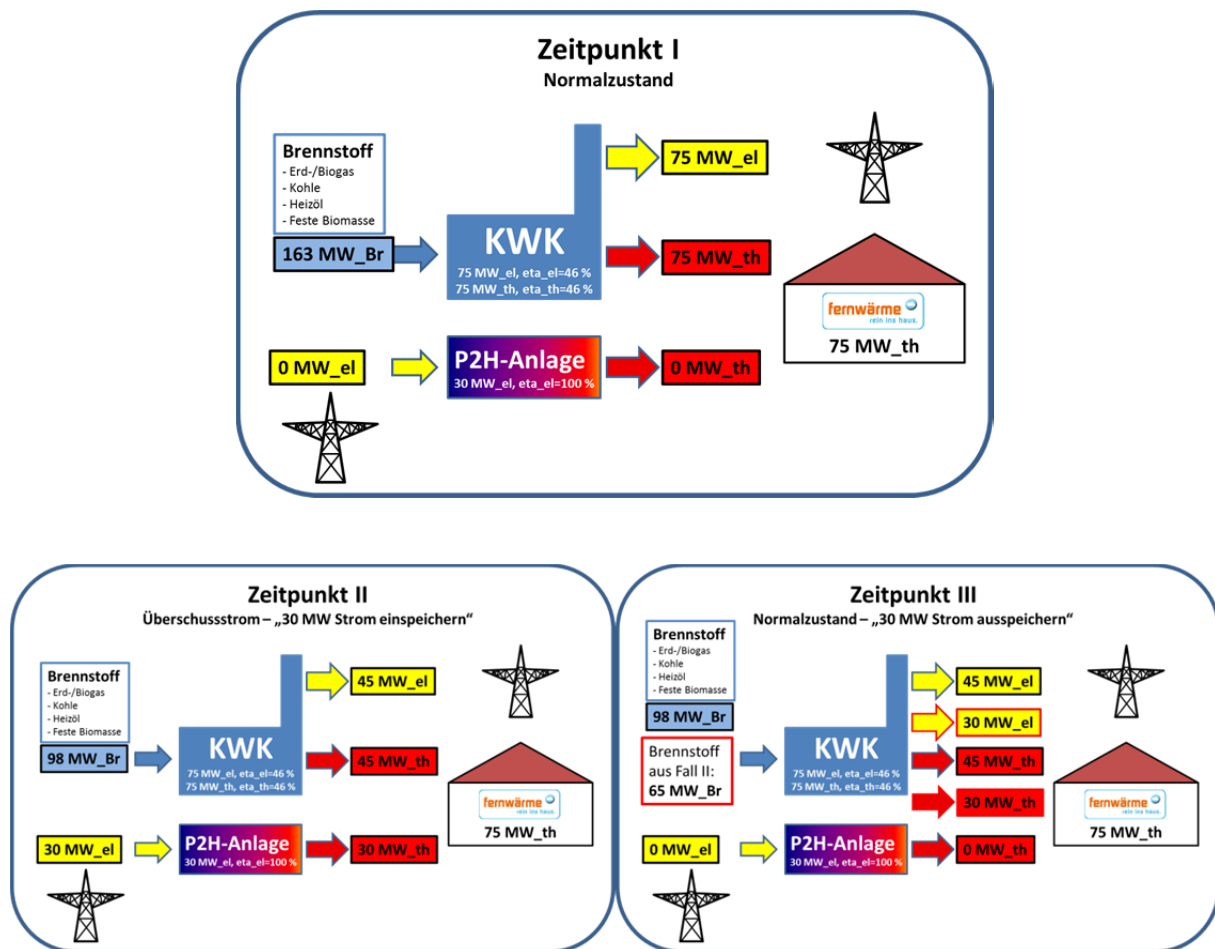 Zeitpunkt I
Normalzustand
Brennstoff
- Erd-/Biogas
- Kohle
- Heizöl
- Feste Biomasse
163 MW_Br
KWK
75 MW_el, eta_el=46 %
75 MW_th, eta_th=46 %
75 MW_el
75 MW_th
fernwärme
rein ins haus.
75 MW_th
0 MW_el
P2H-Anlage
30 MW_el, eta_el=100 %
0 MW_th
Zeitpunkt II
Überschussstrom – „30 MW Strom einspeichern“
Brennstoff
- Erd-/Biogas
- Kohle
- Heizöl
- Feste Biomasse
98 MW_Br
KWK
75 MW_el, eta_el=46 %
75 MW_th, eta_th=46 %
45 MW_el
45 MW_th
fernwärme
rein ins haus.
75 MW_th
30 MW_el
P2H-Anlage
30 MW_el, eta_el=100 %
30 MW_th
Zeitpunkt III
Normalzustand – „30 MW Strom ausspeichern“
Brennstoff
- Erd-/Biogas
- Kohle
- Heizöl
- Feste Biomasse
98 MW_Br
Brennstoff
aus Fall II:
65 MW_Br
KWK
75 MW_el, eta_el=46 %
75 MW_th, eta_th=46 %
45 MW_el
30 MW_el
45 MW_th
30 MW_th
fernwärme
rein ins haus.
75 MW_th
0 MW_el
P2H-Anlage
30 MW_el, eta_el=100 %
0 MW_th